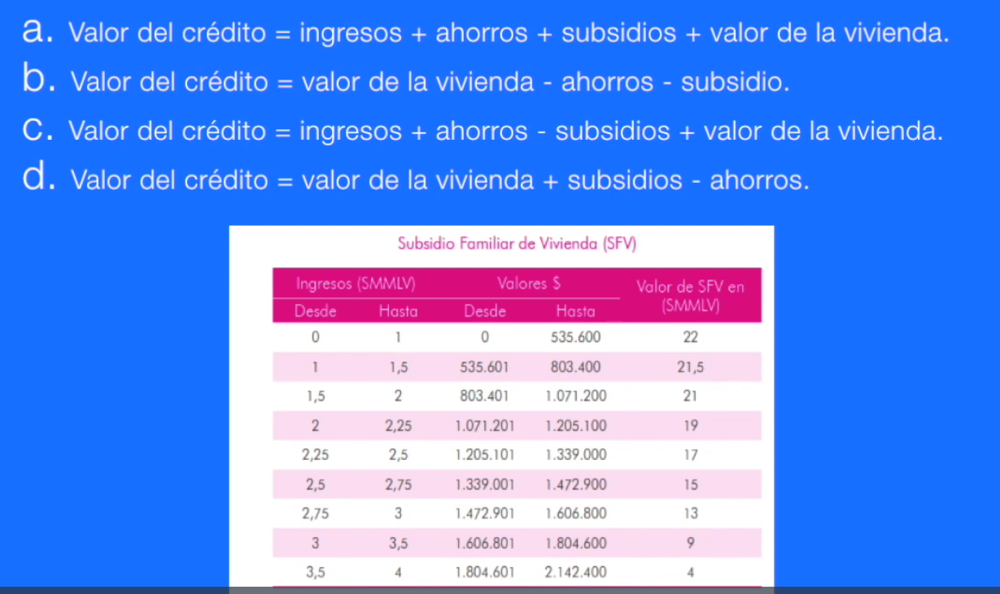 a. Valor del crédito = ingresos + ahorros + subsidios + valor de la vivienda.
b. Valor del crédito = valor de la vivienda - ahorros - subsidio.
C. Valor del crédito = ingresos + ahorros - subsidios + valor de la vivienda.
d. Valor del crédito = valor de la vivienda + subsidios - ahorros.
Subsidio Familiar de Vivienda (SFV)
Ingresos (SMMLV) Valores $ Valor de SFV en (SMMLV)
Desde Hasta Desde Hasta
0 1 0 535.600 22
1 1,5 535.601 803.400 21,5
1,5 2 803.401 1.071.200 21
2 2,25 1.071.201 1.205.100 19
2,25 2,5 1.205.101 1.339.000 17
2,5 2,75 1.339.001 1.472.900 15
2,75 3 1.472.901 1.606.800 13
3 3,5 1.606.801 1.804.600 9
3,5 4 1.804.601 2.142.400 4